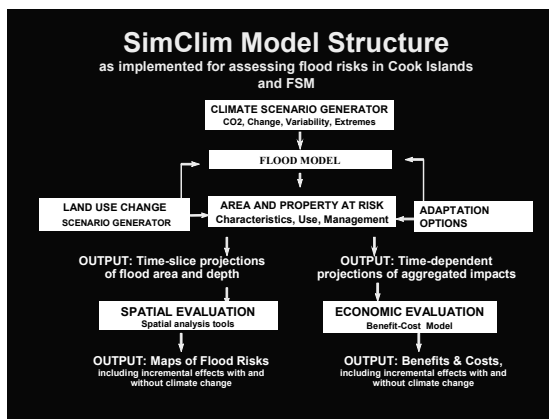 SimClim Model Structure
as implemented for assessing flood risks in Cook Islands
and FSM
CLIMATE SCENARIO GENERATOR
CO2, Change, Variability, Extremes
FLOOD MODEL
LAND USE CHANGE
SCENARIO GENERATOR
AREA AND PROPERTY AT RISK
Characteristics, Use, Management
ADAPTATION
OPTIONS
OUTPUT: Time-slice projections
of flood area and depth
OUTPUT: Time-dependent
projections of aggregated impacts
SPATIAL EVALUATION
Spatial analysis tools
ECONOMIC EVALUATION
Benefit-Cost Model
OUTPUT: Maps of Flood Risks
including incremental effects with and
without climate change
OUTPUT: Benefits & Costs,
including incremental effects with and
without climate change